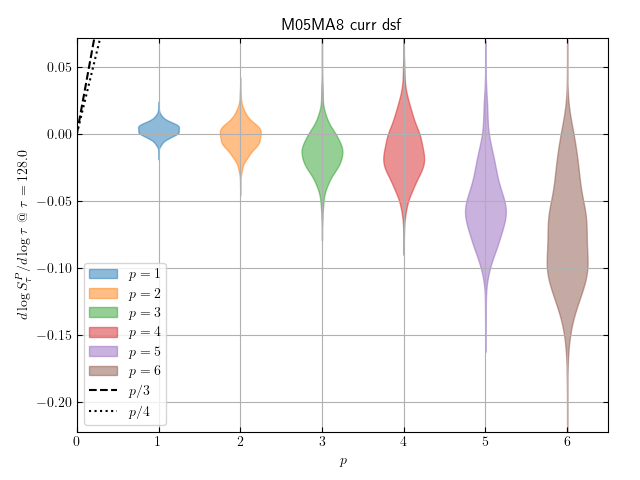 M05MA8 curr dsf
0.05
0.00
−0.05
−0.10
−0.15
−0.20
d log S_τ^P / d log τ @ τ = 128.0
p = 1
p = 2
p = 3
p = 4
p = 5
p = 6
p/3
p/4
0 1 2 3 4 5 6
p